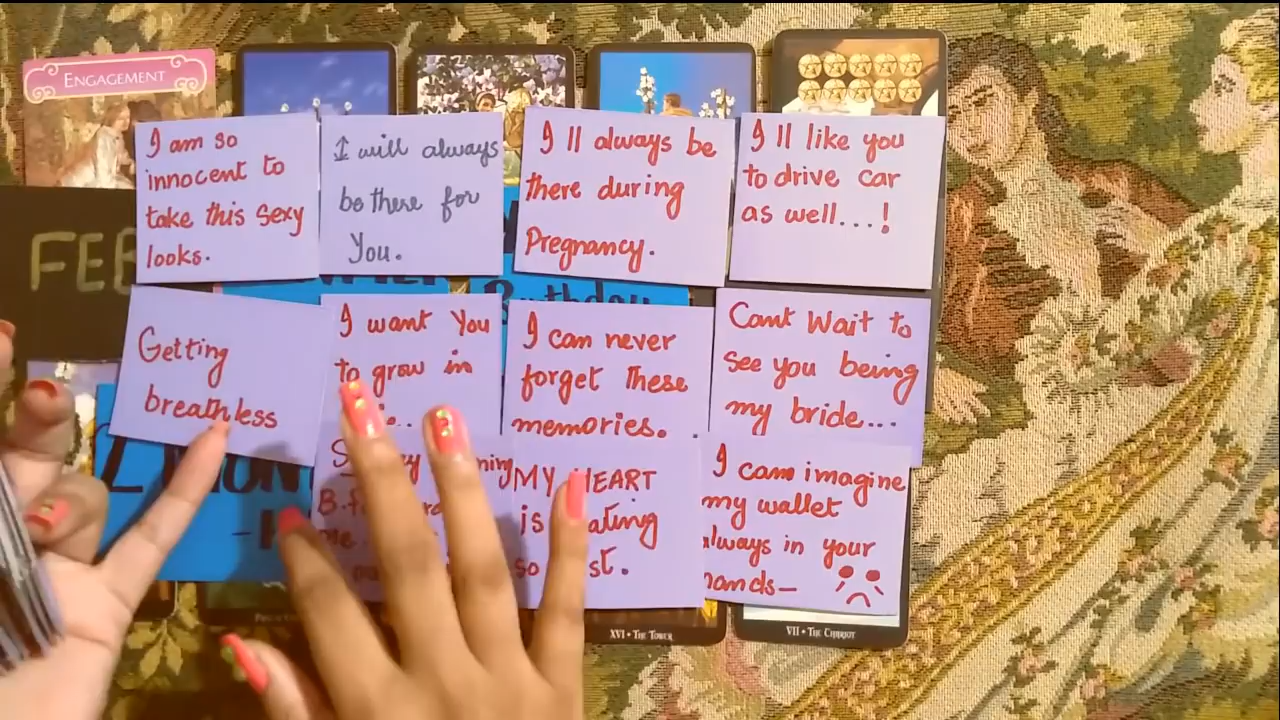 ENGAGEMENT
I am so
innocent to
take this sexy
looks.
I will always
be there for
You.
I ll always be
there during
Pregnancy.
I ll like you
to drive car
as well...!
FEB
Birthday
Getting
breathless
I want You
to grow in
I can never
forget these
memories.
Cant Wait to
see you being
my bride...
MY HEART
is
so
I can imagine
my wallet
always in your
hands-
XVI • THE TOWER
VII • THE CHARIOT